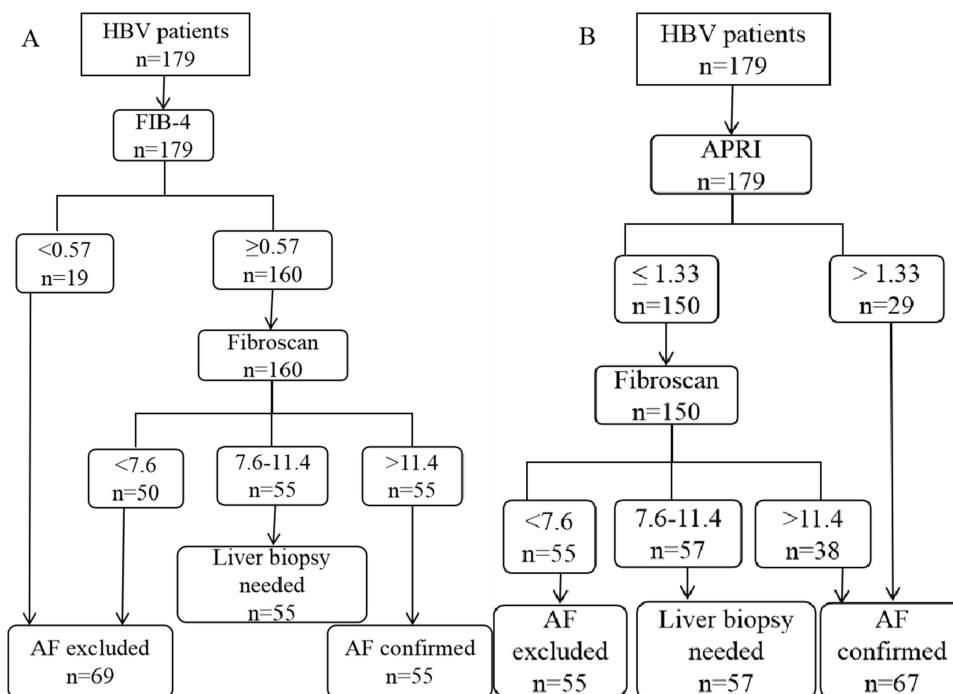 A
HBV patients
n=179
FIB-4
n=179
<0.57
n=19
≥0.57
n=160
Fibroscan
n=160
<7.6
n=50
7.6-11.4
n=55
>11.4
n=55
Liver biopsy
needed
n=55
AF excluded
n=69
AF confirmed
n=55
B
HBV patients
n=179
APRI
n=179
≤ 1.33
n=150
> 1.33
n=29
Fibroscan
n=150
<7.6
n=55
7.6-11.4
n=57
>11.4
n=38
AF
excluded
n=55
Liver biopsy
needed
n=57
AF
confirmed
n=67